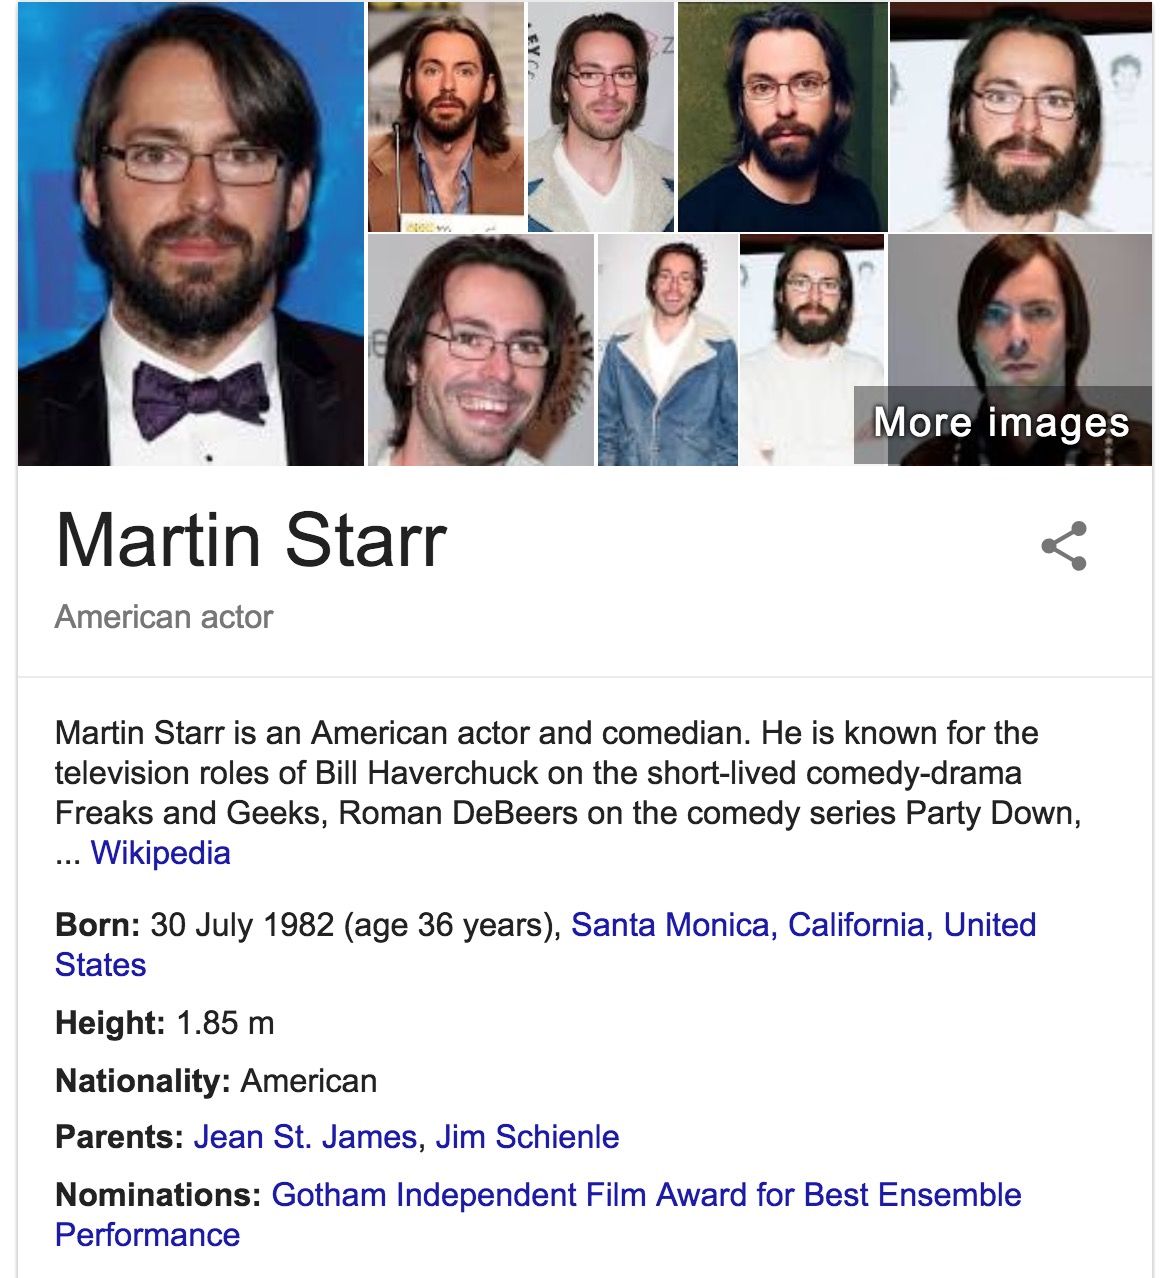 More images
Martin Starr
American actor
Martin Starr is an American actor and comedian. He is known for the
television roles of Bill Haverchuck on the short-lived comedy-drama
Freaks and Geeks, Roman DeBeers on the comedy series Party Down,
... Wikipedia
Born: 30 July 1982 (age 36 years), Santa Monica, California, United
States
Height: 1.85 m
Nationality: American
Parents: Jean St. James, Jim Schienle
Nominations: Gotham Independent Film Award for Best Ensemble
Performance